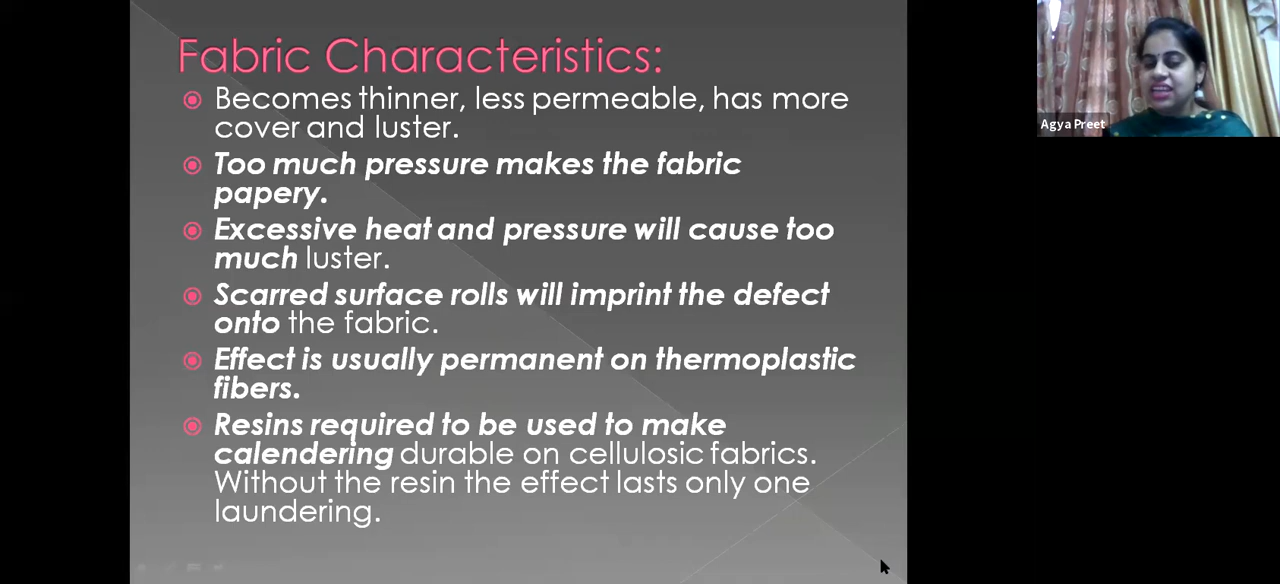 Fabric Characteristics:
Becomes thinner, less permeable, has more
cover and luster.
Too much pressure makes the fabric
papery.
Excessive heat and pressure will cause too
much luster.
Scarred surface rolls will imprint the defect
onto the fabric.
Effect is usually permanent on thermoplastic
fibers.
Resins required to be used to make
calendering durable on cellulosic fabrics.
Without the resin the effect lasts only one
laundering.
Agya Preet